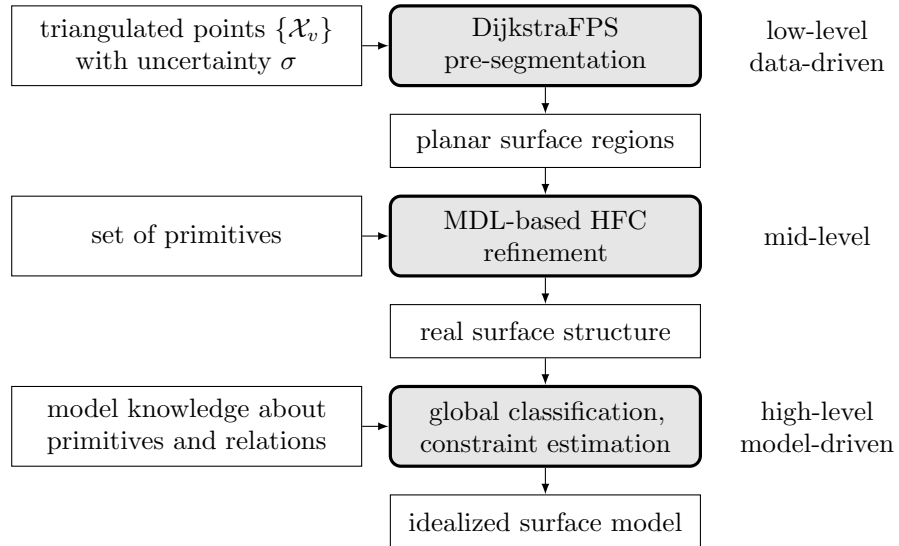 triangulated points {𝒳_v}
with uncertainty σ
DijkstraFPS
pre-segmentation
low-level
data-driven
planar surface regions
set of primitives
MDL-based HFC
refinement
mid-level
real surface structure
model knowledge about
primitives and relations
global classification,
constraint estimation
high-level
model-driven
idealized surface model